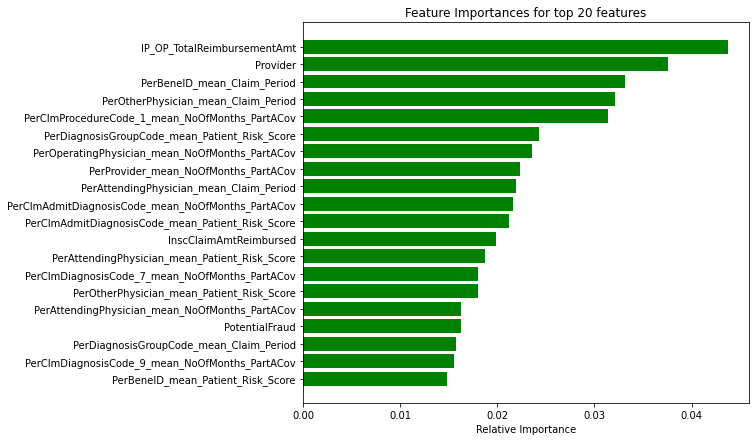 Feature Importances for top 20 features
IP_OP_TotalReimbursementAmt
Provider
PerBeneID_mean_Claim_Period
PerOtherPhysician_mean_Claim_Period
PerClmProcedureCode_1_mean_NoOfMonths_PartACov
PerDiagnosisGroupCode_mean_Patient_Risk_Score
PerOperatingPhysician_mean_NoOfMonths_PartACov
PerProvider_mean_NoOfMonths_PartACov
PerAttendingPhysician_mean_Claim_Period
PerClmAdmitDiagnosisCode_mean_NoOfMonths_PartACov
PerClmAdmitDiagnosisCode_mean_Patient_Risk_Score
InscClaimAmtReimbursed
PerAttendingPhysician_mean_Patient_Risk_Score
PerClmDiagnosisCode_7_mean_NoOfMonths_PartACov
PerOtherPhysician_mean_Patient_Risk_Score
PerAttendingPhysician_mean_NoOfMonths_PartACov
PotentialFraud
PerDiagnosisGroupCode_mean_Claim_Period
PerClmDiagnosisCode_9_mean_NoOfMonths_PartACov
PerBeneID_mean_Patient_Risk_Score
0.00 0.01 0.02 0.03 0.04
Relative Importance